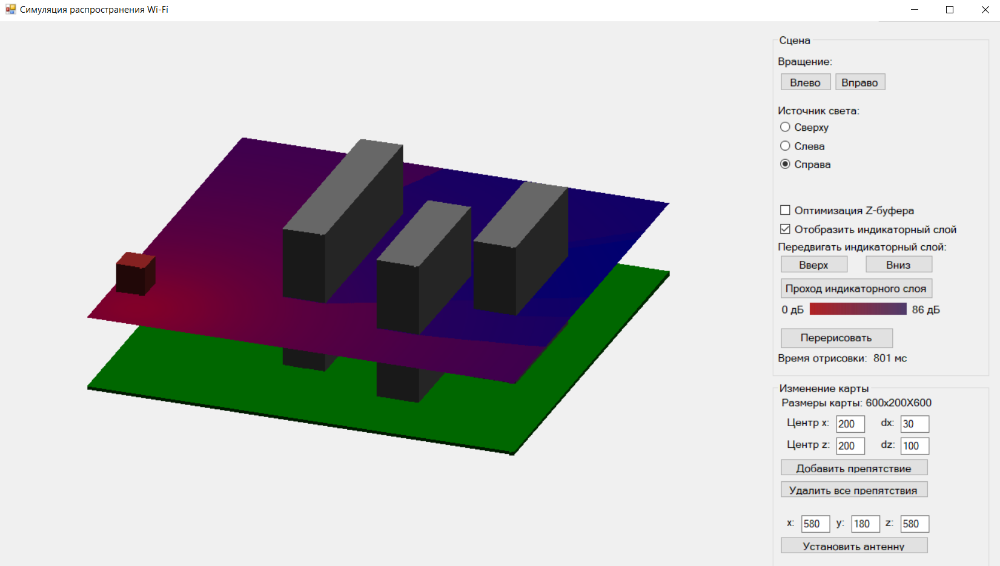 Симуляция распространения Wi-Fi
Сцена
Вращение:
Влево Вправо
Источник света:
Сверху
Слева
Справа
Оптимизация Z-буфера
Отобразить индикаторный слой
Передвигать индикаторный слой:
Вверх Вниз
Проход индикаторного слоя
0 дБ 86 дБ
Перерисовать
Время отрисовки: 801 мс
Изменение карты
Размеры карты: 600x200X600
Центр x: 200 dx: 30
Центр z: 200 dz: 100
Добавить препятствие
Удалить все препятствия
x: 580 y: 180 z: 580
Установить антенну